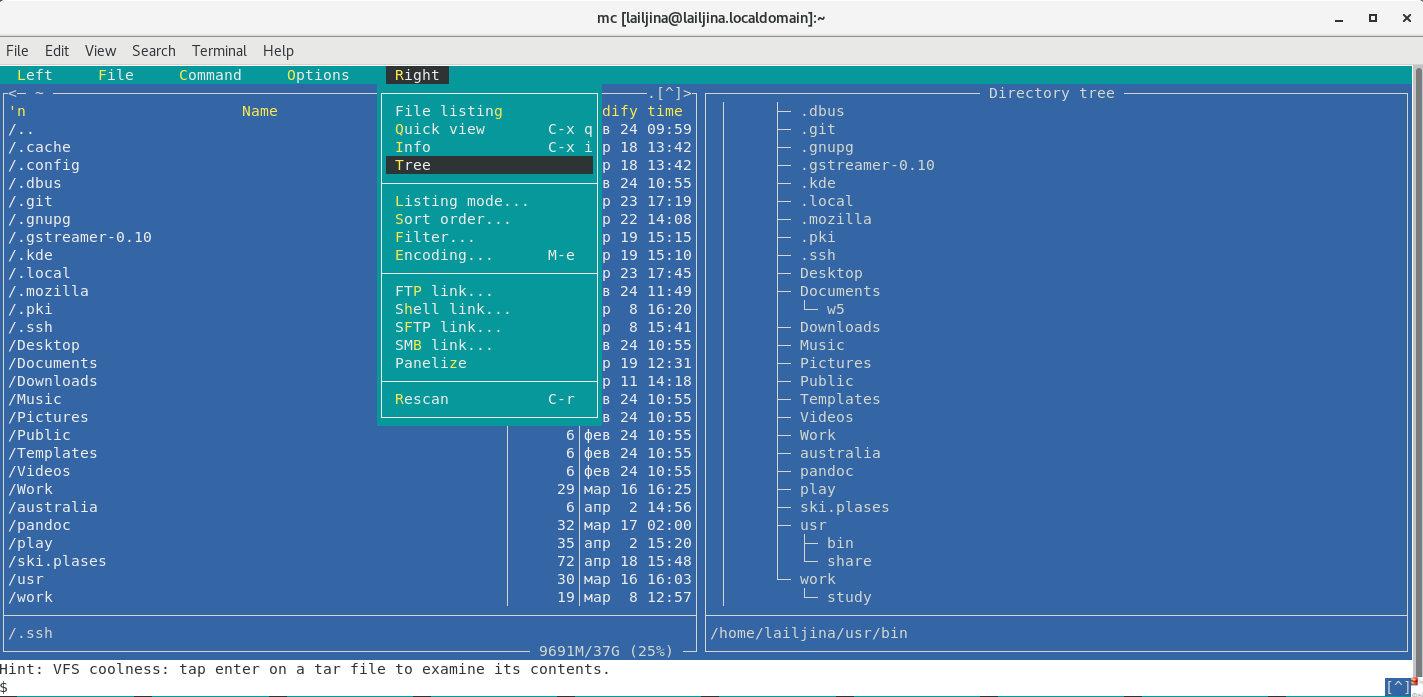 mc [lailjina@lailjina.localdomain]:~
File Edit View Search Terminal Help
Left File Command Options Right
<─ ~ .[^]> Directory tree
'n Name File listing dify time .dbus
/.. Quick view C-x q в 24 09:59 .git
/.cache Info C-x i р 18 13:42 .gnupg
/.config Tree р 18 13:42 .gstreamer-0.10
/.dbus в 24 10:55 .kde
/.git Listing mode... р 23 17:19 .local
/.gnupg Sort order... р 22 14:08 .mozilla
/.gstreamer-0.10 Filter... р 19 15:15 .pki
/.kde Encoding... M-e р 19 15:10 .ssh
/.local р 23 17:45 Desktop
/.mozilla FTP link... в 24 11:49 Documents
/.pki Shell link... р 8 16:20 w5
/.ssh SFTP link... р 8 15:41 Downloads
/Desktop SMB link... в 24 10:55 Music
/Documents Panelize р 19 12:31 Pictures
/Downloads р 11 14:18 Public
/Music Rescan C-r в 24 10:55 Templates
/Pictures в 24 10:55 Videos
/Public 6 фев 24 10:55 Work
/Templates 6 фев 24 10:55 australia
/Videos 6 фев 24 10:55 pandoc
/Work 29 мар 16 16:25 play
/australia 6 апр 2 14:56 ski.plases
/pandoc 32 мар 17 02:00 usr
/play 35 апр 2 15:20 bin
/ski.plases 72 апр 18 15:48 share
/usr 30 мар 16 16:03 work
/work 19 мар 8 12:57 study
/.ssh /home/lailjina/usr/bin
9691M/37G (25%)
Hint: VFS coolness: tap enter on a tar file to examine its contents.
$ [^]